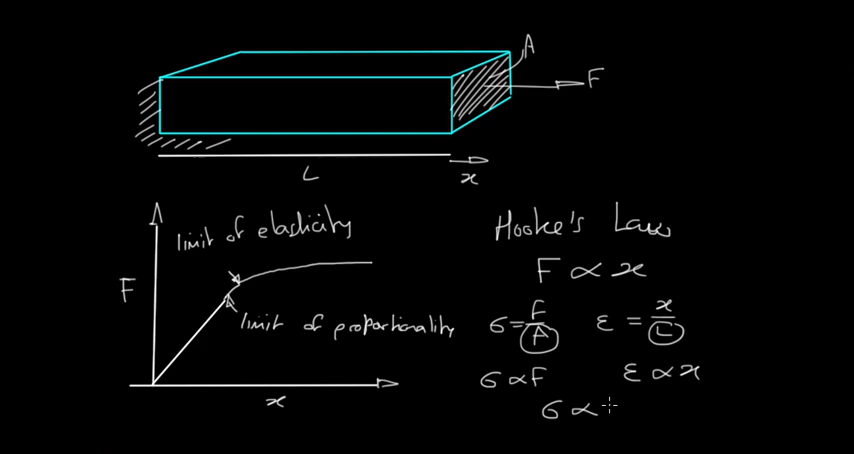 A
F
L
x
limit of elasticity
F
limit of proportionality
x
Hooke's Law
F ∝ x
σ = F/A ε = x/L
σ ∝ F ε ∝ x
σ ∝